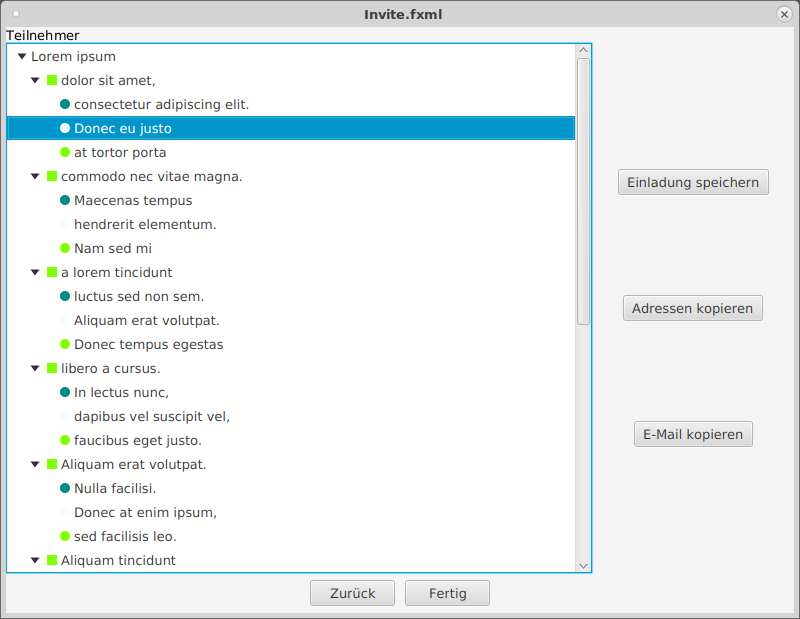 Invite.fxml
Teilnehmer
Lorem ipsum
dolor sit amet,
consectetur adipiscing elit.
Donec eu justo
at tortor porta
commodo nec vitae magna.
Maecenas tempus
hendrerit elementum.
Nam sed mi
a lorem tincidunt
luctus sed non sem.
Aliquam erat volutpat.
Donec tempus egestas
libero a cursus.
In lectus nunc,
dapibus vel suscipit vel,
faucibus eget justo.
Aliquam erat volutpat.
Nulla facilisi.
Donec at enim ipsum,
sed facilisis leo.
Aliquam tincidunt
Einladung speichern
Adressen kopieren
E-Mail kopieren
Zurück
Fertig